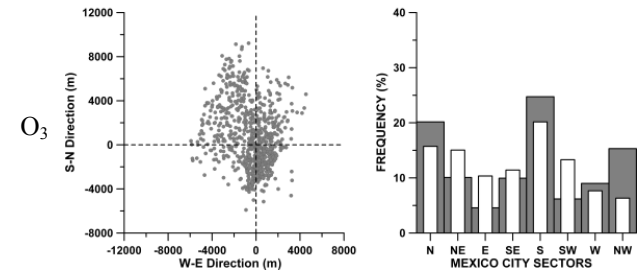 O3
12000
8000
4000
0
-4000
-8000
S-N Direction (m)
-12000 -8000 -4000 0 4000 8000
W-E Direction (m)
40
30
20
10
0
FREQUENCY (%)
N NE E SE S SW W NW
MEXICO CITY SECTORS